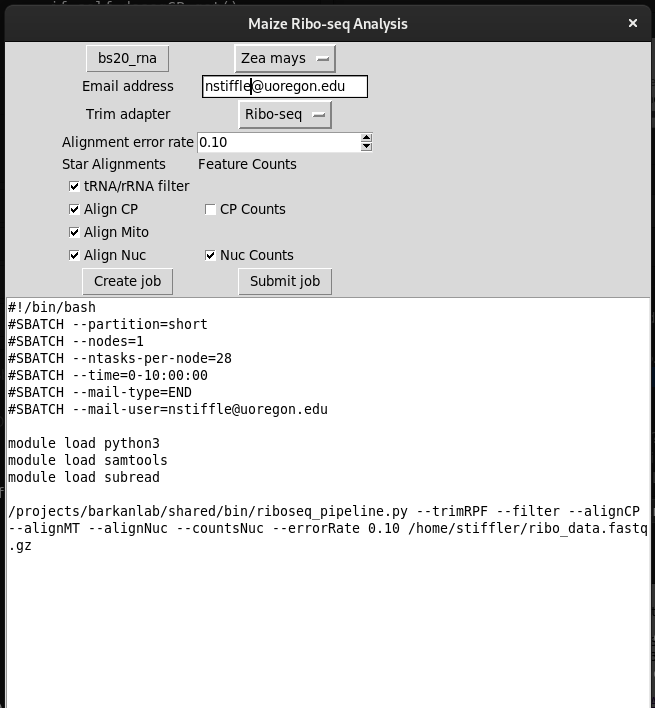 Maize Ribo-seq Analysis
bs20_rna Zea mays
Email address nstiffle@uoregon.edu
Trim adapter Ribo-seq
Alignment error rate 0.10
Star Alignments Feature Counts
tRNA/rRNA filter
Align CP CP Counts
Align Mito
Align Nuc Nuc Counts
Create job Submit job
#!/bin/bash
#SBATCH --partition=short
#SBATCH --nodes=1
#SBATCH --ntasks-per-node=28
#SBATCH --time=0-10:00:00
#SBATCH --mail-type=END
#SBATCH --mail-user=nstiffle@uoregon.edu
module load python3
module load samtools
module load subread
/projects/barkanlab/shared/bin/riboseq_pipeline.py --trimRPF --filter --alignCP
--alignMT --alignNuc --countsNuc --errorRate 0.10 /home/stiffler/ribo_data.fastq
.gz